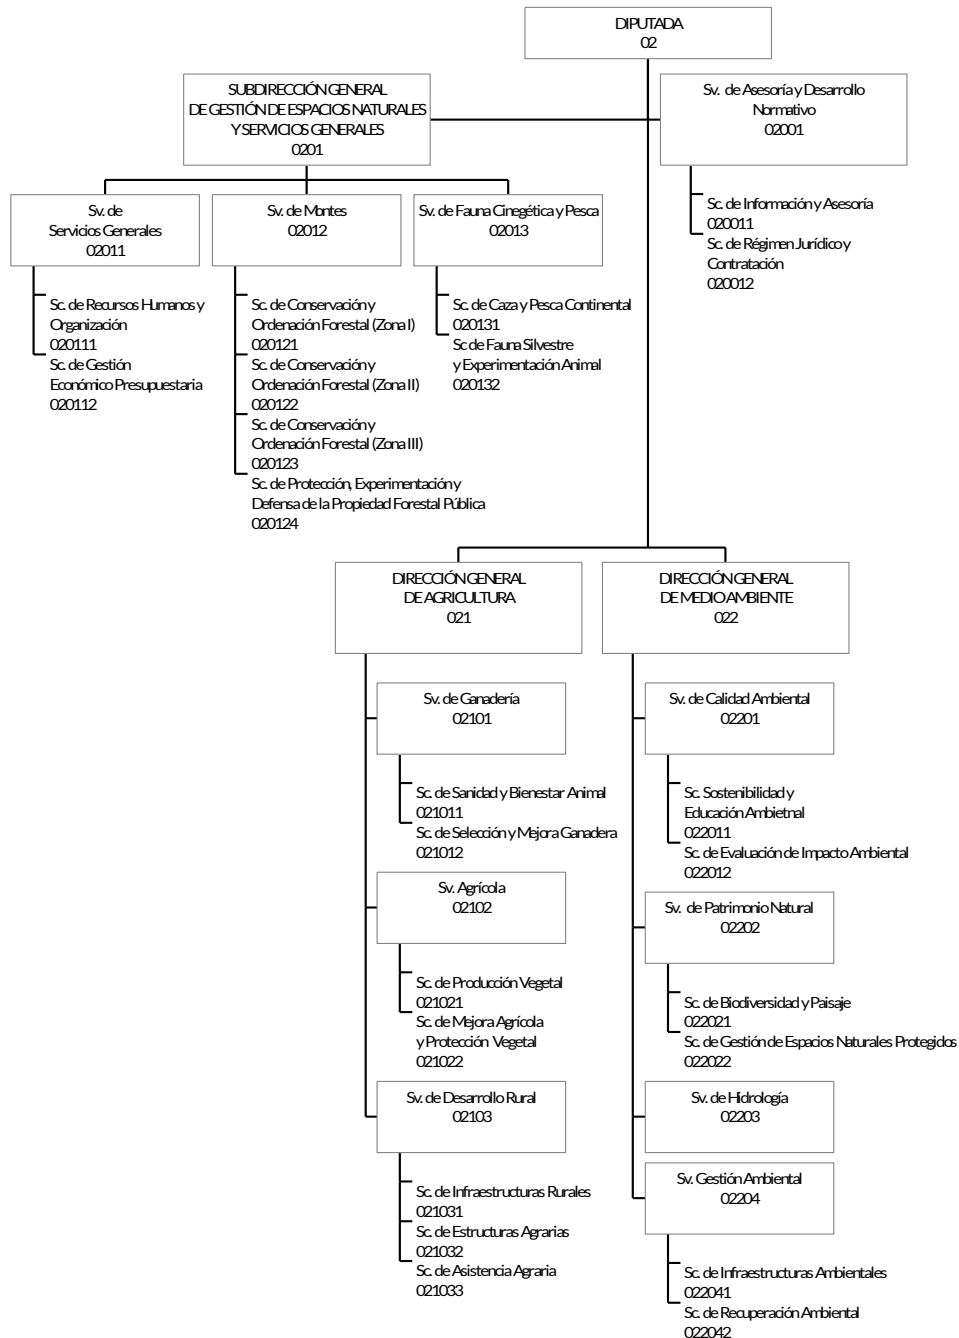 DIPUTADA
02
SUBDIRECCIÓN GENERAL
DE GESTIÓN DE ESPACIOS NATURALES
Y SERVICIOS GENERALES
0201
Sv. de Asesoría y Desarrollo
Normativo
02001
Sc. de Información y Asesoría
020011
Sc. de Régimen Jurídico y
Contratación
020012
Sv. de
Servicios Generales
02011
Sc. de Recursos Humanos y
Organización
020111
Sc. de Gestión
Económico Presupuestaria
020112
Sv. de Montes
02012
Sc. de Conservación y
Ordenación Forestal (Zona I)
020121
Sc. de Conservación y
Ordenación Forestal (Zona II)
020122
Sc. de Conservación y
Ordenación Forestal (Zona III)
020123
Sc. de Protección, Experimentación y
Defensa de la Propiedad Forestal Pública
020124
Sv. de Fauna Cinegética y Pesca
02013
Sc. de Caza y Pesca Continental
020131
Sc de Fauna Silvestre
y Experimentación Animal
020132
DIRECCIÓN GENERAL
DE AGRICULTURA
021
Sv. de Ganadería
02101
Sc. de Sanidad y Bienestar Animal
021011
Sc. de Selección y Mejora Ganadera
021012
Sv. Agrícola
02102
Sc. de Producción Vegetal
021021
Sc. de Mejora Agrícola
y Protección Vegetal
021022
Sv. de Desarrollo Rural
02103
Sc. de Infraestructuras Rurales
021031
Sc. de Estructuras Agrarias
021032
Sc. de Asistencia Agraria
021033
DIRECCIÓN GENERAL
DE MEDIO AMBIENTE
022
Sv. de Calidad Ambiental
02201
Sc. Sostenibilidad y
Educación Ambietnal
022011
Sc. de Evaluación de Impacto Ambiental
022012
Sv. de Patrimonio Natural
02202
Sc. de Biodiversidad y Paisaje
022021
Sc. de Gestión de Espacios Naturales Protegidos
022022
Sv. de Hidrología
02203
Sv. Gestión Ambiental
02204
Sc. de Infraestructuras Ambientales
022041
Sc. de Recuperación Ambiental
022042